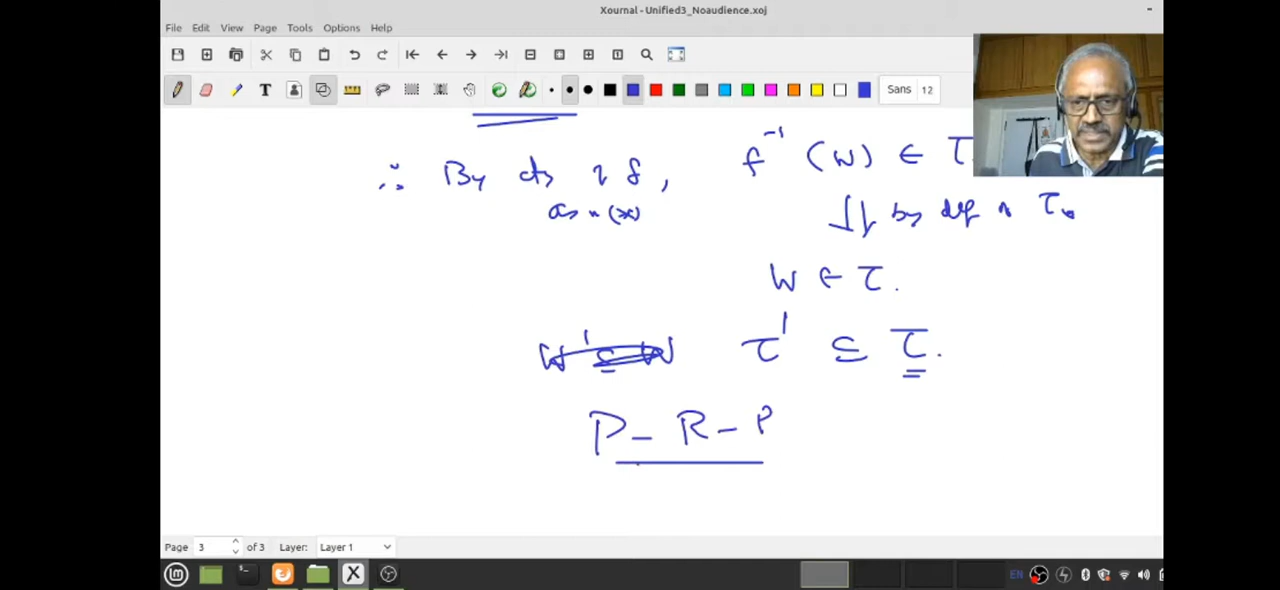 Xournal - Unified3_Noaudience.xoj
File Edit View Page Tools Options Help
Sans 12
∴ By cts of f, f⁻¹ (W) ∈ τ
as in (*)
⇓ by def of τ
W ∈ τ.
W' ⊆ W τ' ⊆ τ.
P - R - P
Page 3 of 3 Layer: Layer 1
EN